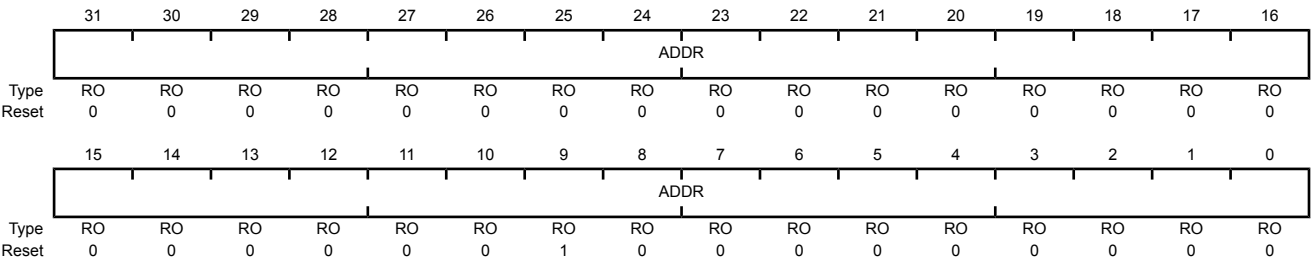 31 30 29 28 27 26 25 24 23 22 21 20 19 18 17 16
ADDR
Type RO RO RO RO RO RO RO RO RO RO RO RO RO RO RO RO
Reset 0 0 0 0 0 0 0 0 0 0 0 0 0 0 0 0
15 14 13 12 11 10 9 8 7 6 5 4 3 2 1 0
ADDR
Type RO RO RO RO RO RO RO RO RO RO RO RO RO RO RO RO
Reset 0 0 0 0 0 0 1 0 0 0 0 0 0 0 0 0